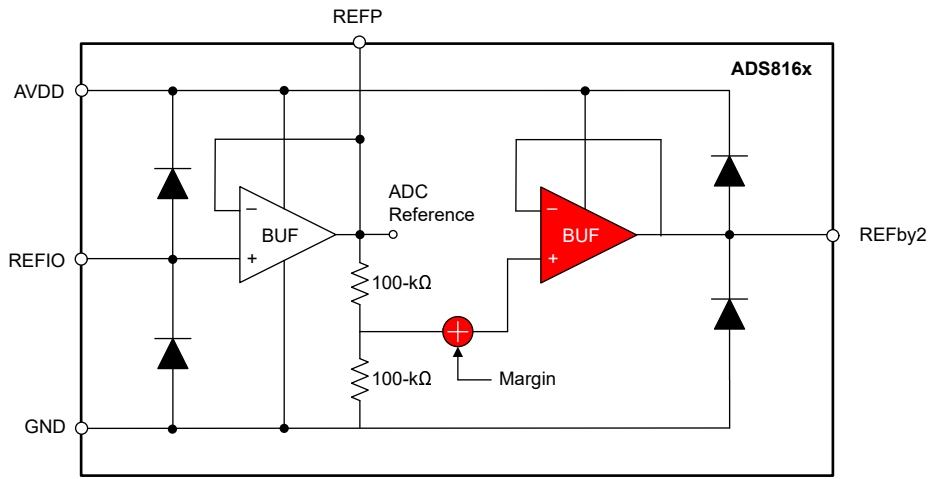 REFP
ADS816x
AVDD
ADC
Reference
−
BUF
+
−
BUF
+
REFIO
REFby2
100-kΩ
100-kΩ
Margin
GND